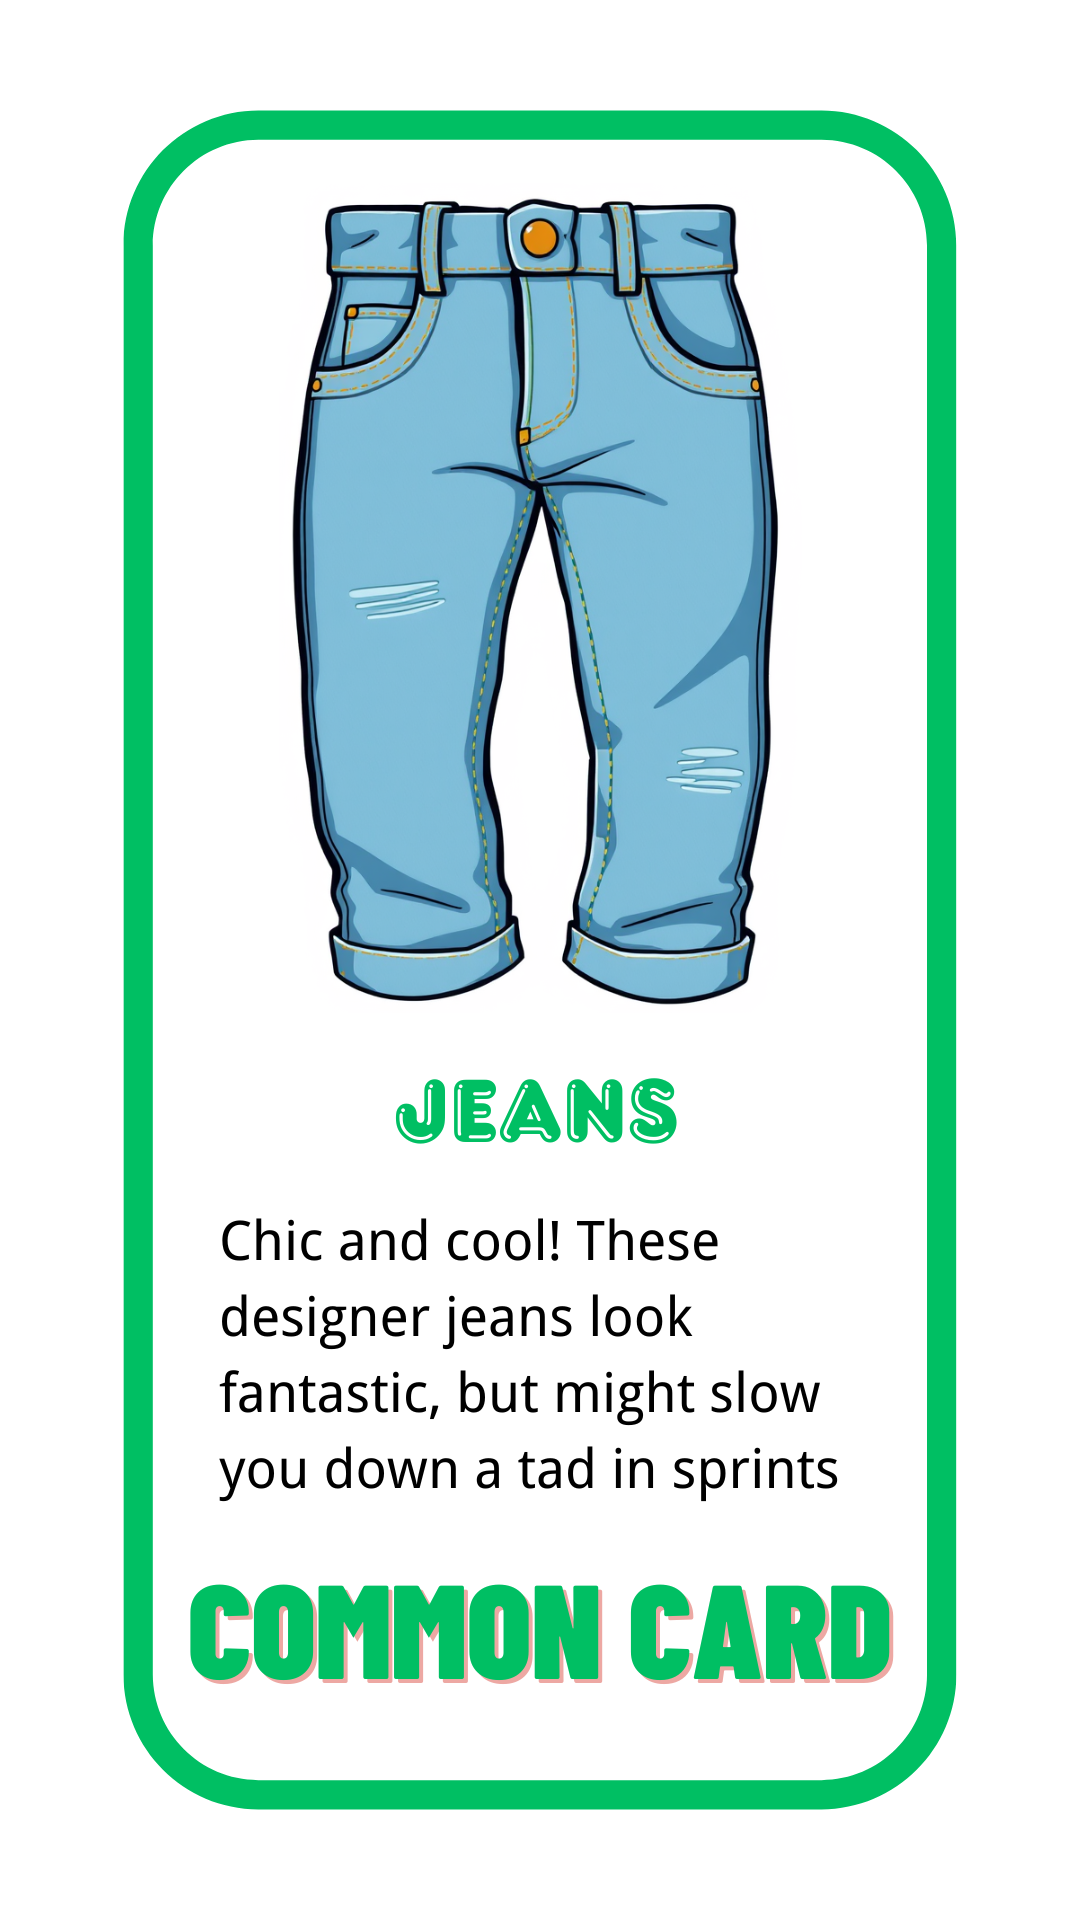 JEANS
Chic and cool! These
designer jeans look
fantastic, but might slow
you down a tad in sprints
COMMON CARD